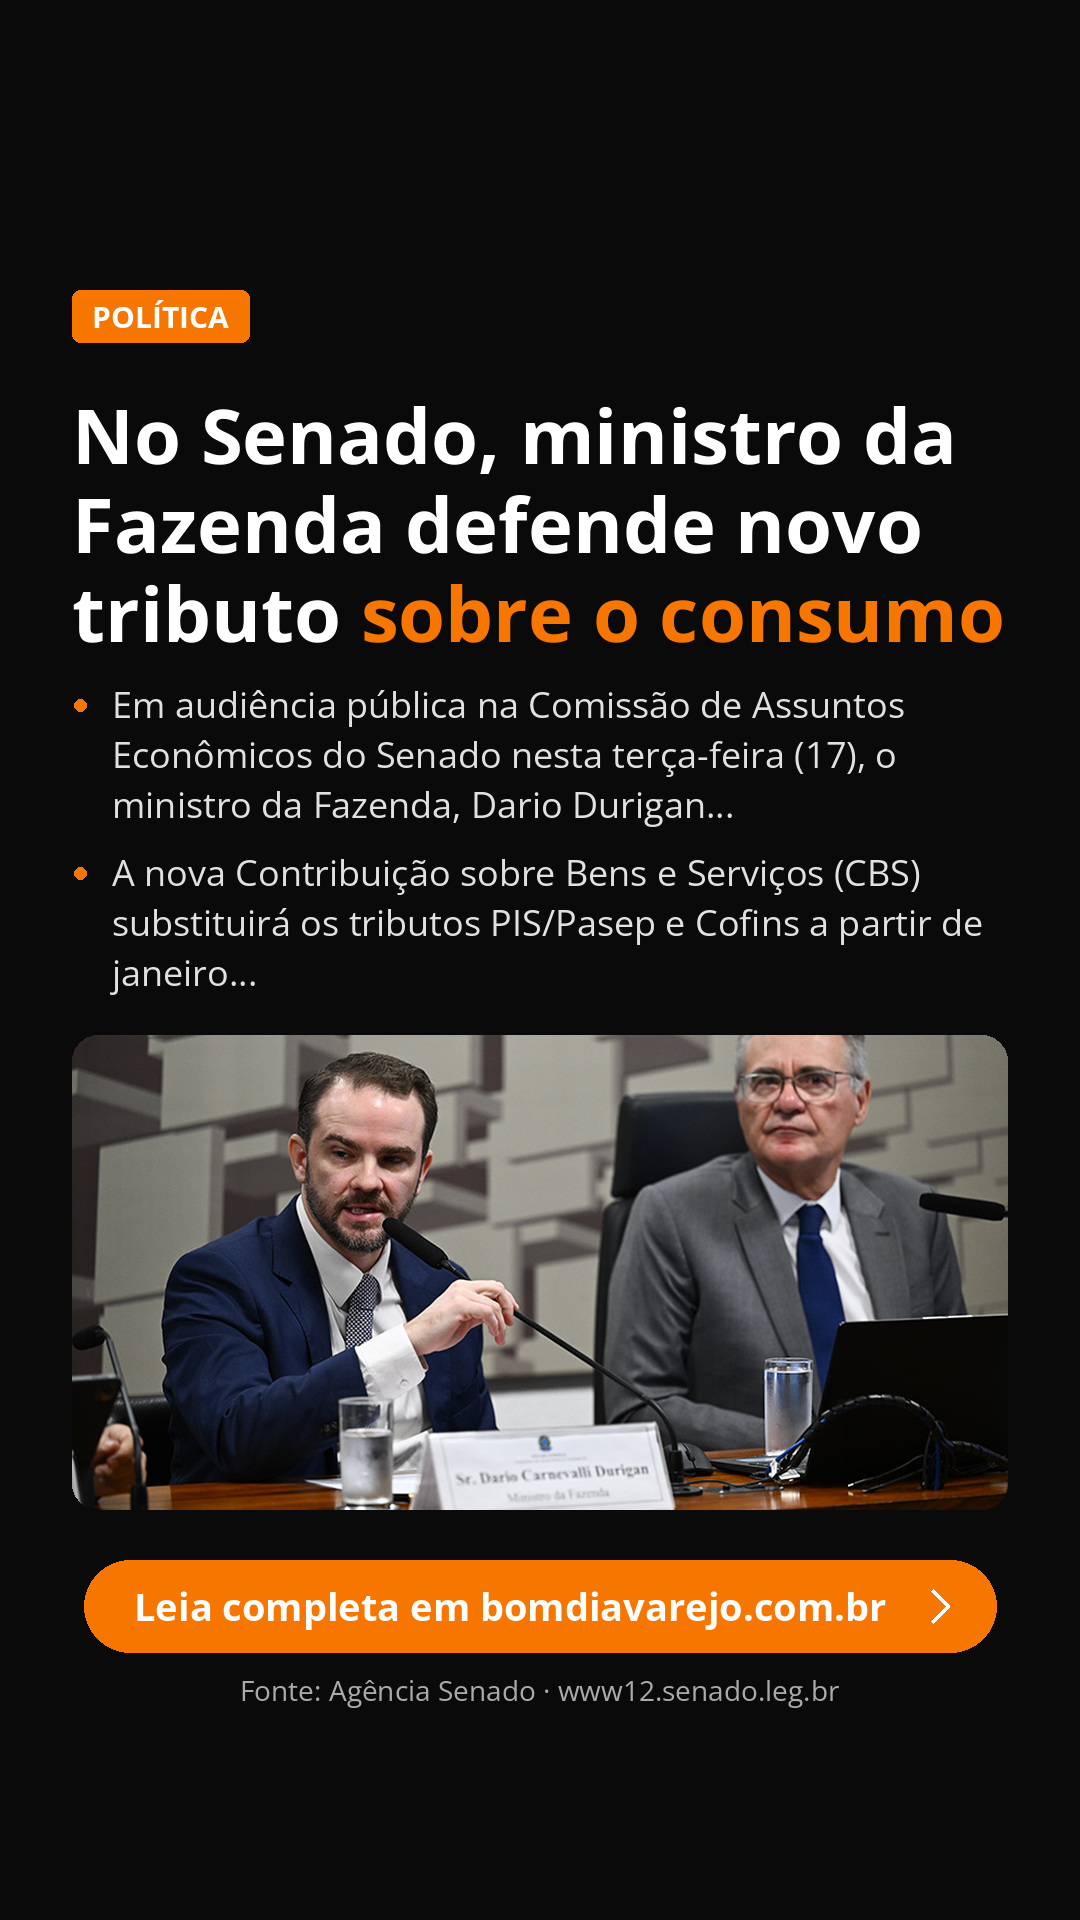 POLÍTICA
No Senado, ministro da
Fazenda defende novo
tributo sobre o consumo
• Em audiência pública na Comissão de Assuntos
Econômicos do Senado nesta terça-feira (17), o
ministro da Fazenda, Dario Durigan...
• A nova Contribuição sobre Bens e Serviços (CBS)
substituirá os tributos PIS/Pasep e Cofins a partir de
janeiro...
Sr. Dario Carnevalli Durigan
Ministro da Fazenda
Leia completa em bomdiavarejo.com.br
Fonte: Agência Senado · www12.senado.leg.br